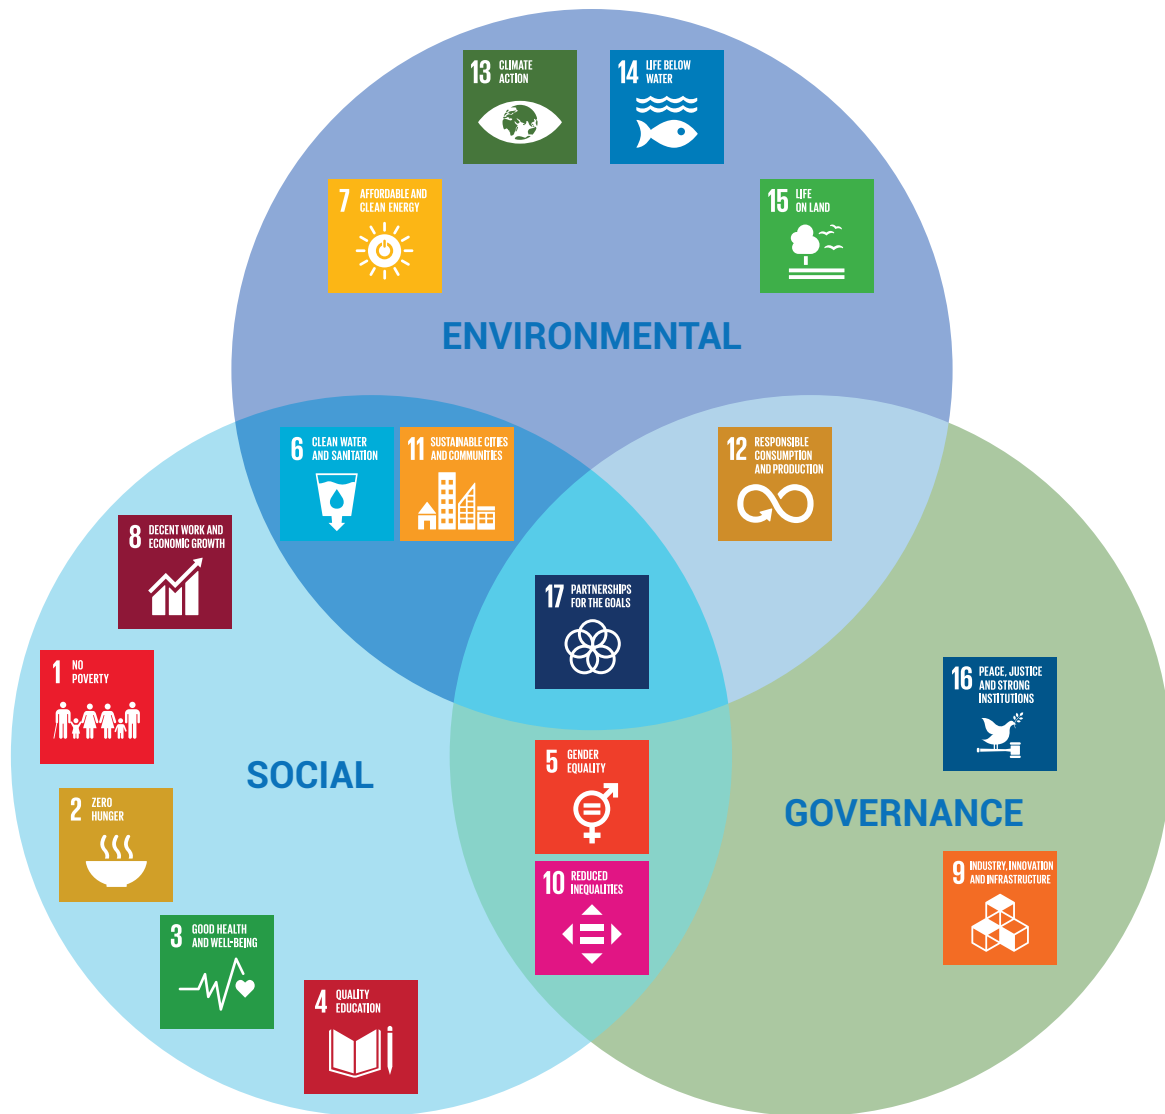 13 CLIMATE
ACTION
14 LIFE BELOW
WATER
7 AFFORDABLE AND
CLEAN ENERGY
15 LIFE
ON LAND
ENVIRONMENTAL
6 CLEAN WATER
AND SANITATION
11 SUSTAINABLE CITIES
AND COMMUNITIES
12 RESPONSIBLE
CONSUMPTION
AND PRODUCTION
8 DECENT WORK AND
ECONOMIC GROWTH
17 PARTNERSHIPS
FOR THE GOALS
1 NO
POVERTY
16 PEACE, JUSTICE
AND STRONG
INSTITUTIONS
5 GENDER
EQUALITY
SOCIAL
2 ZERO
HUNGER
GOVERNANCE
10 REDUCED
INEQUALITIES
9 INDUSTRY, INNOVATION
AND INFRASTRUCTURE
3 GOOD HEALTH
AND WELL-BEING
4 QUALITY
EDUCATION